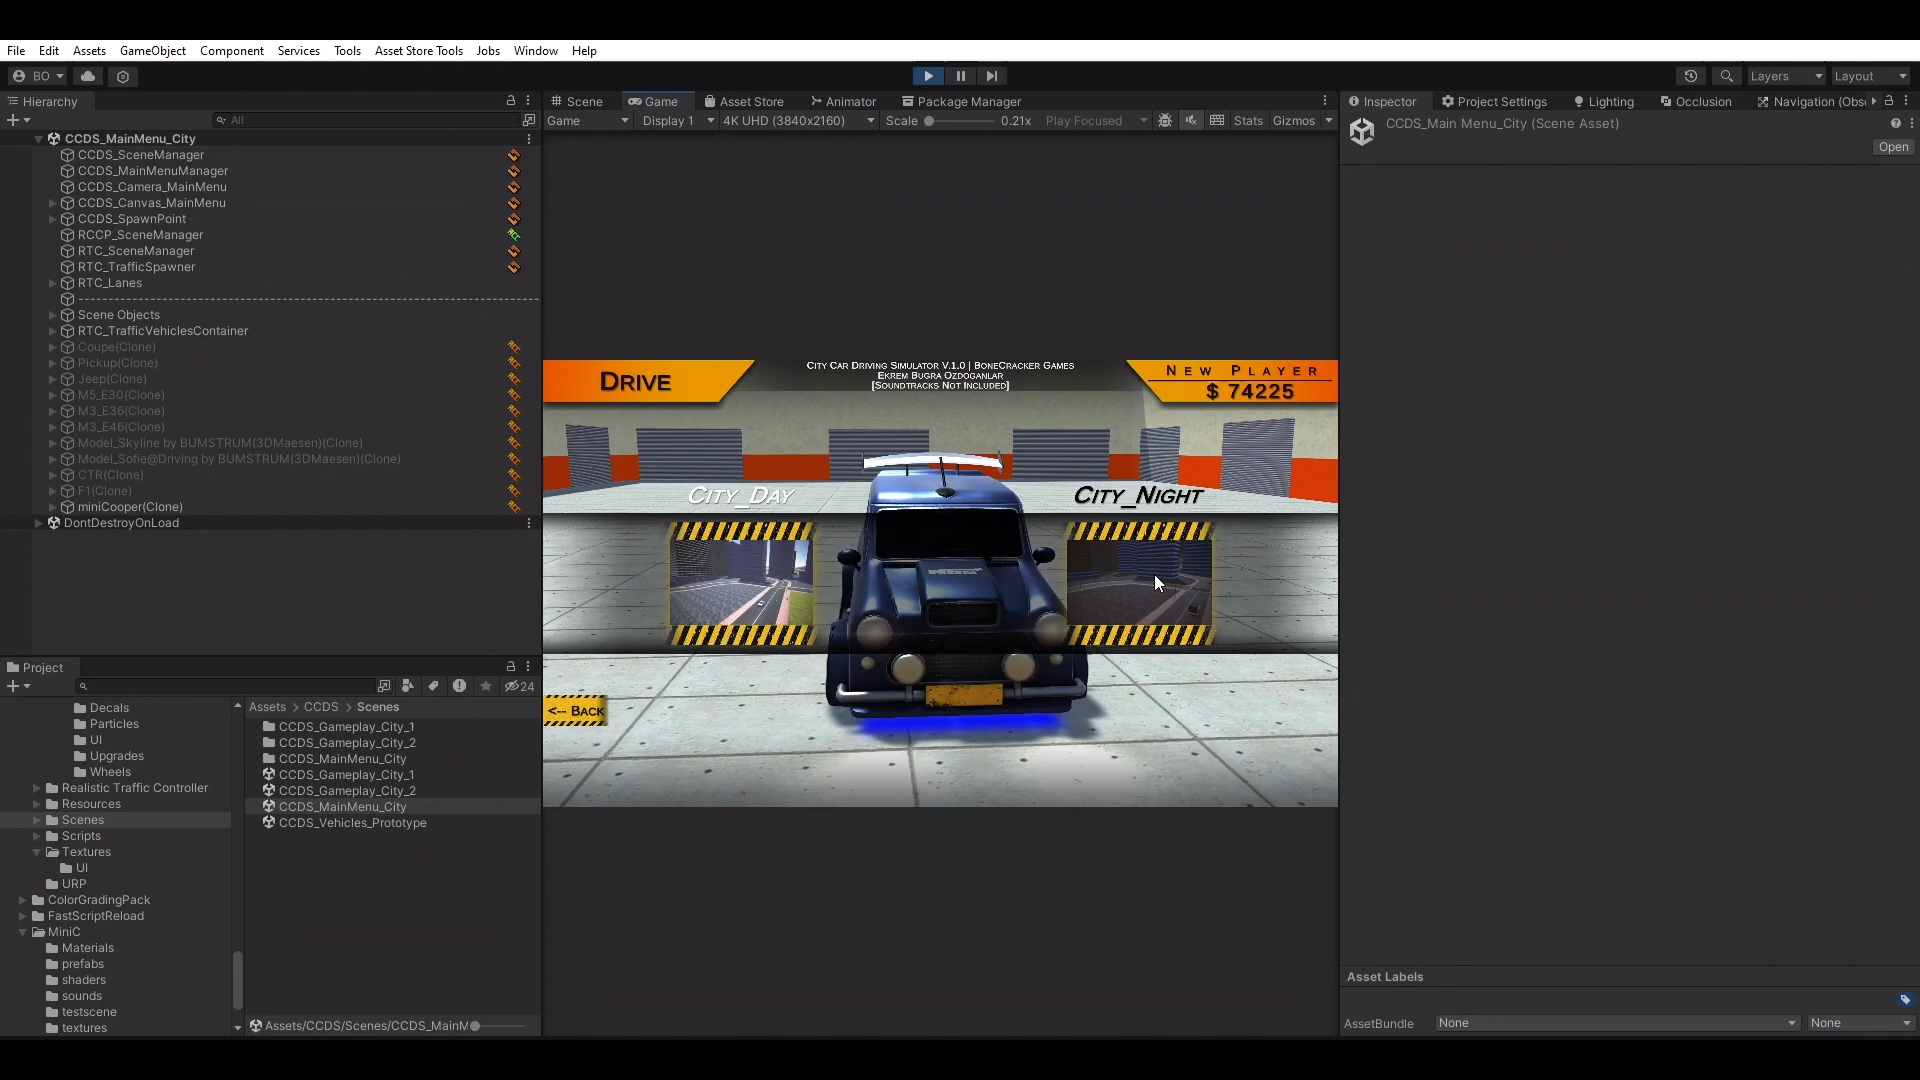 File Edit Assets GameObject Component Services Tools Asset Store Tools Jobs Window Help
BO
Layers Layout
Hierarchy
All
CCDS_MainMenu_City
CCDS_SceneManager
CCDS_MainMenuManager
CCDS_Camera_MainMenu
CCDS_Canvas_MainMenu
CCDS_SpawnPoint
RCCP_SceneManager
RTC_SceneManager
RTC_TrafficSpawner
RTC_Lanes
Scene Objects
RTC_TrafficVehiclesContainer
Coupe(Clone)
Pickup(Clone)
Jeep(Clone)
M5_E30(Clone)
M3_E36(Clone)
M3_E46(Clone)
Model_Skyline by BUMSTRUM(3DMaesen)(Clone)
Model_Sofie@Driving by BUMSTRUM(3DMaesen)(Clone)
CTR(Clone)
F1(Clone)
miniCooper(Clone)
DontDestroyOnLoad
Scene Game Asset Store Animator Package Manager
Game Display 1 4K UHD (3840x2160) Scale 0.21x Play Focused Stats Gizmos
DRIVE
CITY CAR DRIVING SIMULATOR V.1.0 | BONECRACKER GAMES
EKREM BUGRA OZDOGANLAR
[SOUNDTRACKS NOT INCLUDED]
NEW PLAYER
$ 74225
CITY_DAY
CITY_NIGHT
<-- BACK
Inspector Project Settings Lighting Occlusion Navigation (Obs
CCDS_Main Menu_City (Scene Asset)
Open
Asset Labels
AssetBundle None None
Project
24
Decals
Particles
UI
Upgrades
Wheels
Realistic Traffic Controller
Resources
Scenes
Scripts
Textures
UI
URP
ColorGradingPack
FastScriptReload
MiniC
Materials
prefabs
shaders
sounds
testscene
textures
Assets > CCDS > Scenes
CCDS_Gameplay_City_1
CCDS_Gameplay_City_2
CCDS_MainMenu_City
CCDS_Gameplay_City_1
CCDS_Gameplay_City_2
CCDS_MainMenu_City
CCDS_Vehicles_Prototype
Assets/CCDS/Scenes/CCDS_MainM